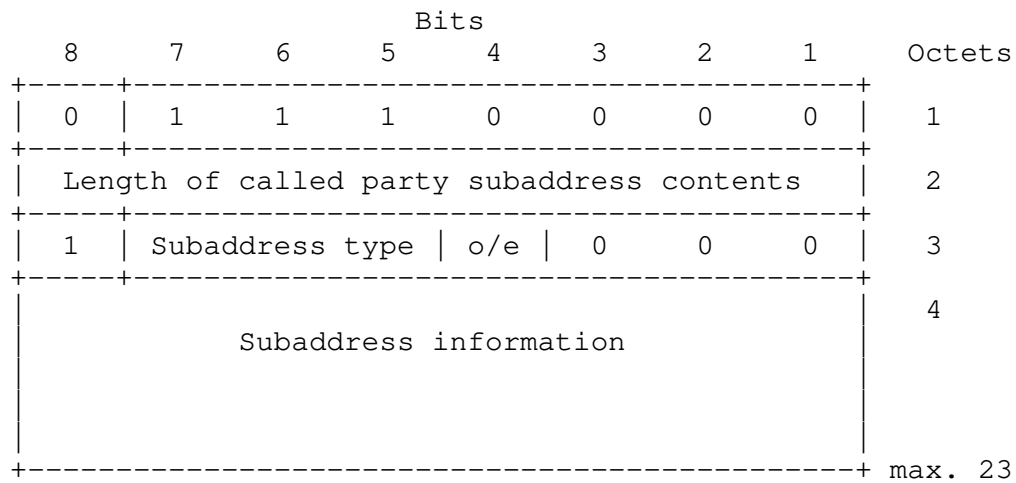 Bits
8 7 6 5 4 3 2 1 Octets
0 1 1 1 0 0 0 0 1
Length of called party subaddress contents 2
1 Subaddress type o/e 0 0 0 3
4
Subaddress information
max. 23